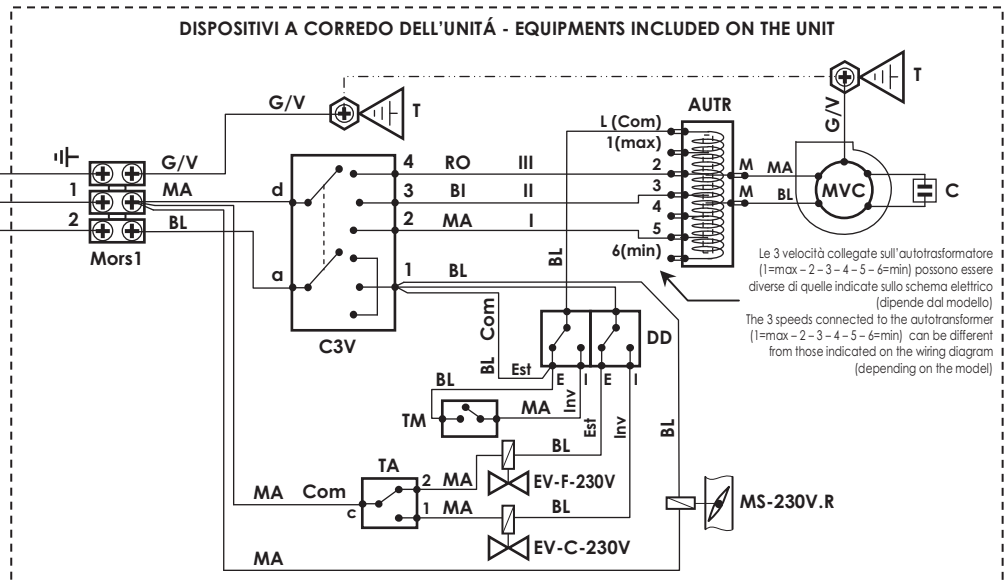 DISPOSITIVI A CORREDO DELL'UNITÁ - EQUIPMENTS INCLUDED ON THE UNIT
T
G/V
T
G/V
AUTR
L (Com)
1(max)
2
3
4
5
6(min)
M
MA
M
BL
MVC
C
G/V
1
MA
2
BL
Mors1
d
a
4 RO III
3 BI II
2 MA I
1 BL
C3V
BL
Com
BL
Est
DD
E
I
E
I
BL
TM
MA
Inv
Est
Inv
BL
BL
TA
MA
Com
c
2 MA
1 MA
EV-F-230V
BL
EV-C-230V
MS-230V.R
MA
Le 3 velocità collegate sull'autotrasformatore
(1=max – 2 – 3 – 4 – 5 – 6=min) possono essere
diverse di quelle indicate sullo schema elettrico
(dipende dal modello)
The 3 speeds connected to the autotransformer
(1=max – 2 – 3 – 4 – 5 – 6=min) can be different
from those indicated on the wiring diagram
(depending on the model)